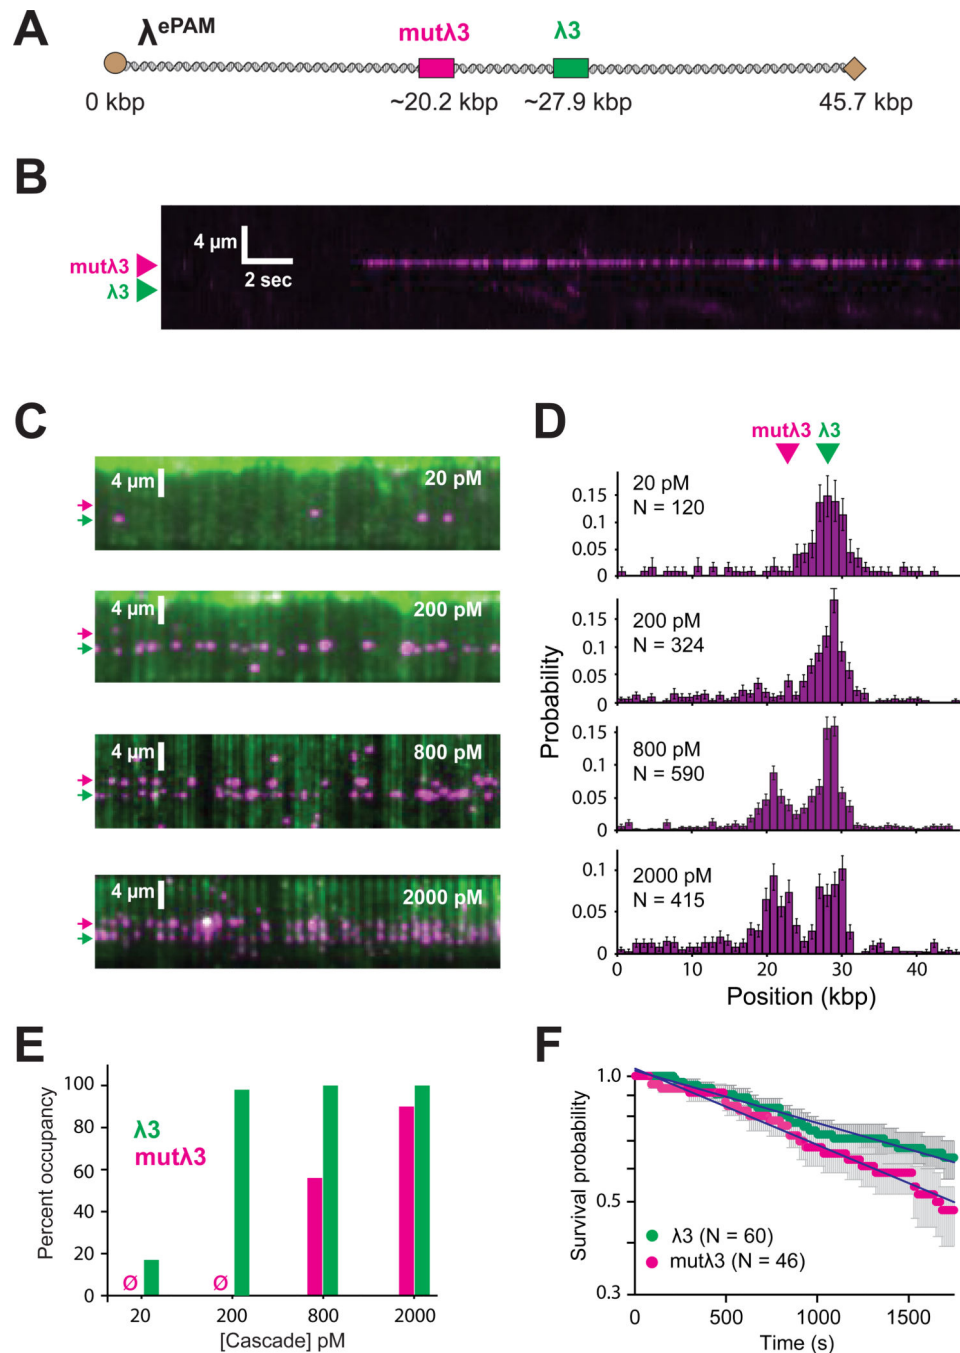 A
λePAM
mutλ3
λ3
0 kbp
~20.2 kbp
~27.9 kbp
45.7 kbp
B
4 µm
2 sec
mutλ3
λ3
C
4 µm
20 pM
4 µm
200 pM
4 µm
800 pM
4 µm
2000 pM
D
mutλ3
λ3
Probability
20 pM
N = 120
0.15
0.1
0.05
0
200 pM
N = 324
0.15
0.1
0.05
0
800 pM
N = 590
0.15
0.1
0.05
0
2000 pM
N = 415
0.1
0.05
0
0
10
20
30
40
Position (kbp)
E
Percent occupancy
100
80
60
40
20
0
λ3
mutλ3
Ø
Ø
20
200
800
2000
[Cascade] pM
F
Survival probability
1.0
0.5
0.3
λ3 (N = 60)
mutλ3 (N = 46)
0
500
1000
1500
Time (s)